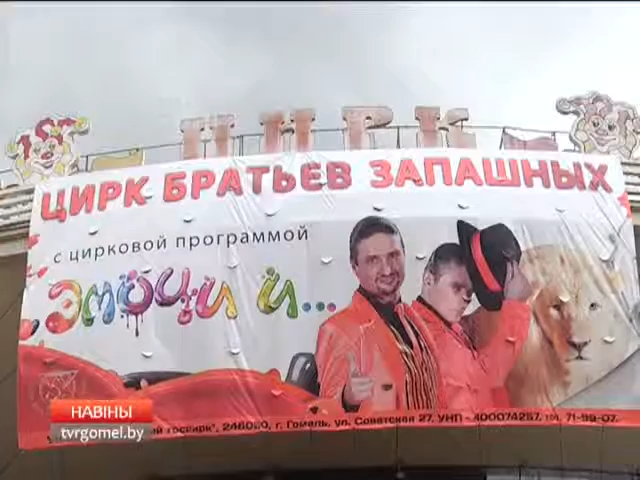 ЦИРК
ЦИРК БРАТЬЕВ ЗАПАШНЫХ
с цирковой программой
Эмоции и...
246050, г. Гомель, ул. Советская 27. УНП - 400074257. тел. 71-99-07.
НАВІНЫ
tvrgomel.by